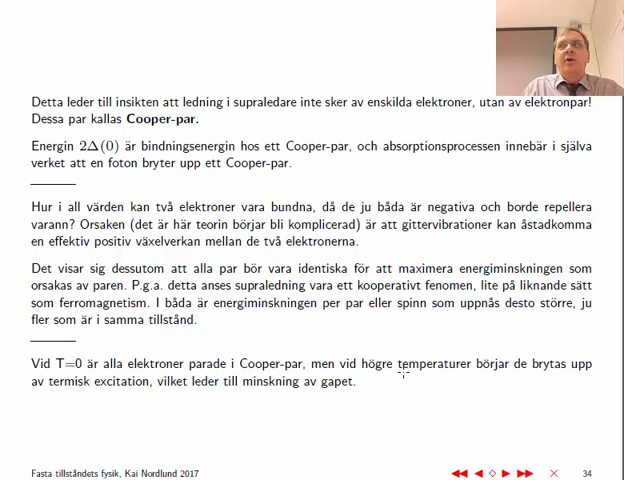 Detta leder till insikten att ledning i supraledare inte sker av enskilda elektroner, utan av elektronpar!
Dessa par kallas Cooper-par.
Energin 2Δ(0) är bindningsenergin hos ett Cooper-par, och absorptionsprocessen innebär i själva
verket att en foton bryter upp ett Cooper-par.
Hur i all värden kan två elektroner vara bundna, då de ju båda är negativa och borde repellera
varann? Orsaken (det är här teorin börjar bli komplicerad) är att gittervibrationer kan åstadkomma
en effektiv positiv växelverkan mellan de två elektronerna.
Det visar sig dessutom att alla par bör vara identiska för att maximera energiminskningen som
orsakas av paren. P.g.a. detta anses supraledning vara ett kooperativt fenomen, lite på liknande sätt
som ferromagnetism. I båda är energiminskningen per par eller spinn som uppnås desto större, ju
fler som är i samma tillstånd.
Vid T=0 är alla elektroner parade i Cooper-par, men vid högre temperaturer börjar de brytas upp
av termisk excitation, vilket leder till minskning av gapet.
Fasta tillståndets fysik, Kai Nordlund 2017
34